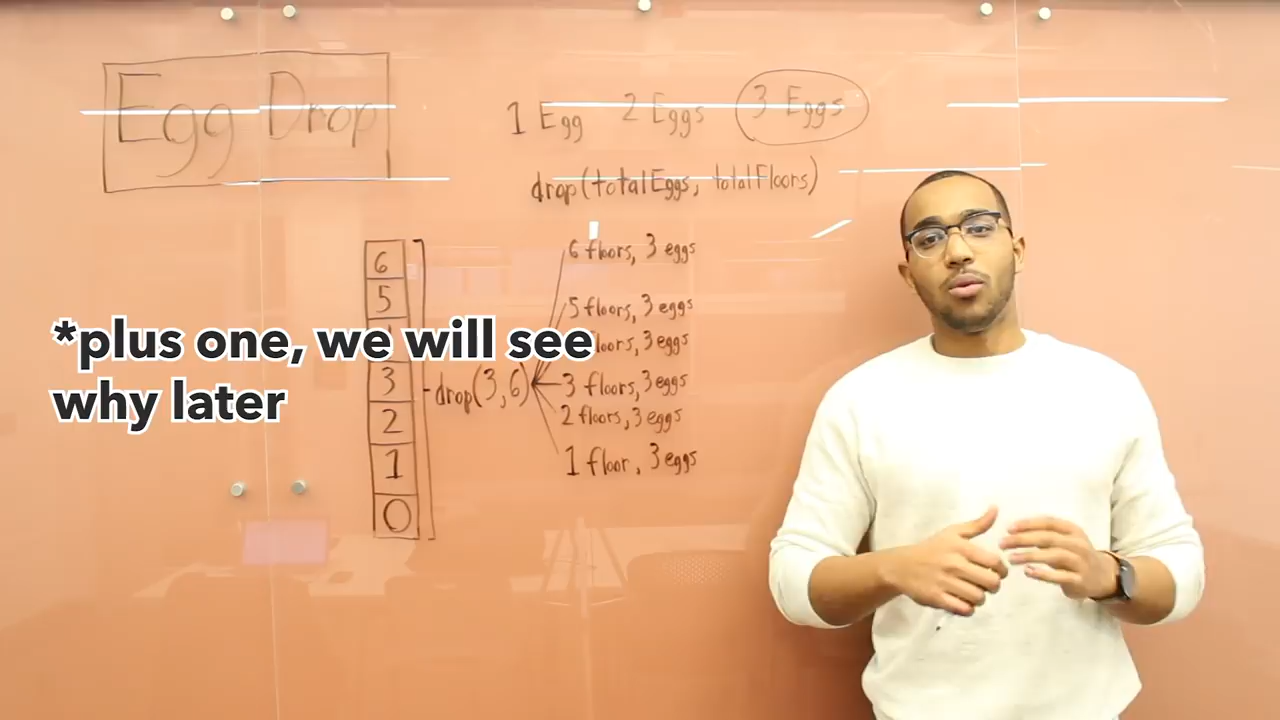 Egg Drop
1 Egg 2 Eggs 3 Eggs
drop(totalEggs, totalFloors)
6
5
3
2
1
0
drop(3,6)
6 floors, 3 eggs
5 floors, 3 eggs
floors, 3 eggs
3 floors, 3 eggs
2 floors, 3 eggs
1 floor, 3 eggs
*plus one, we will see
why later